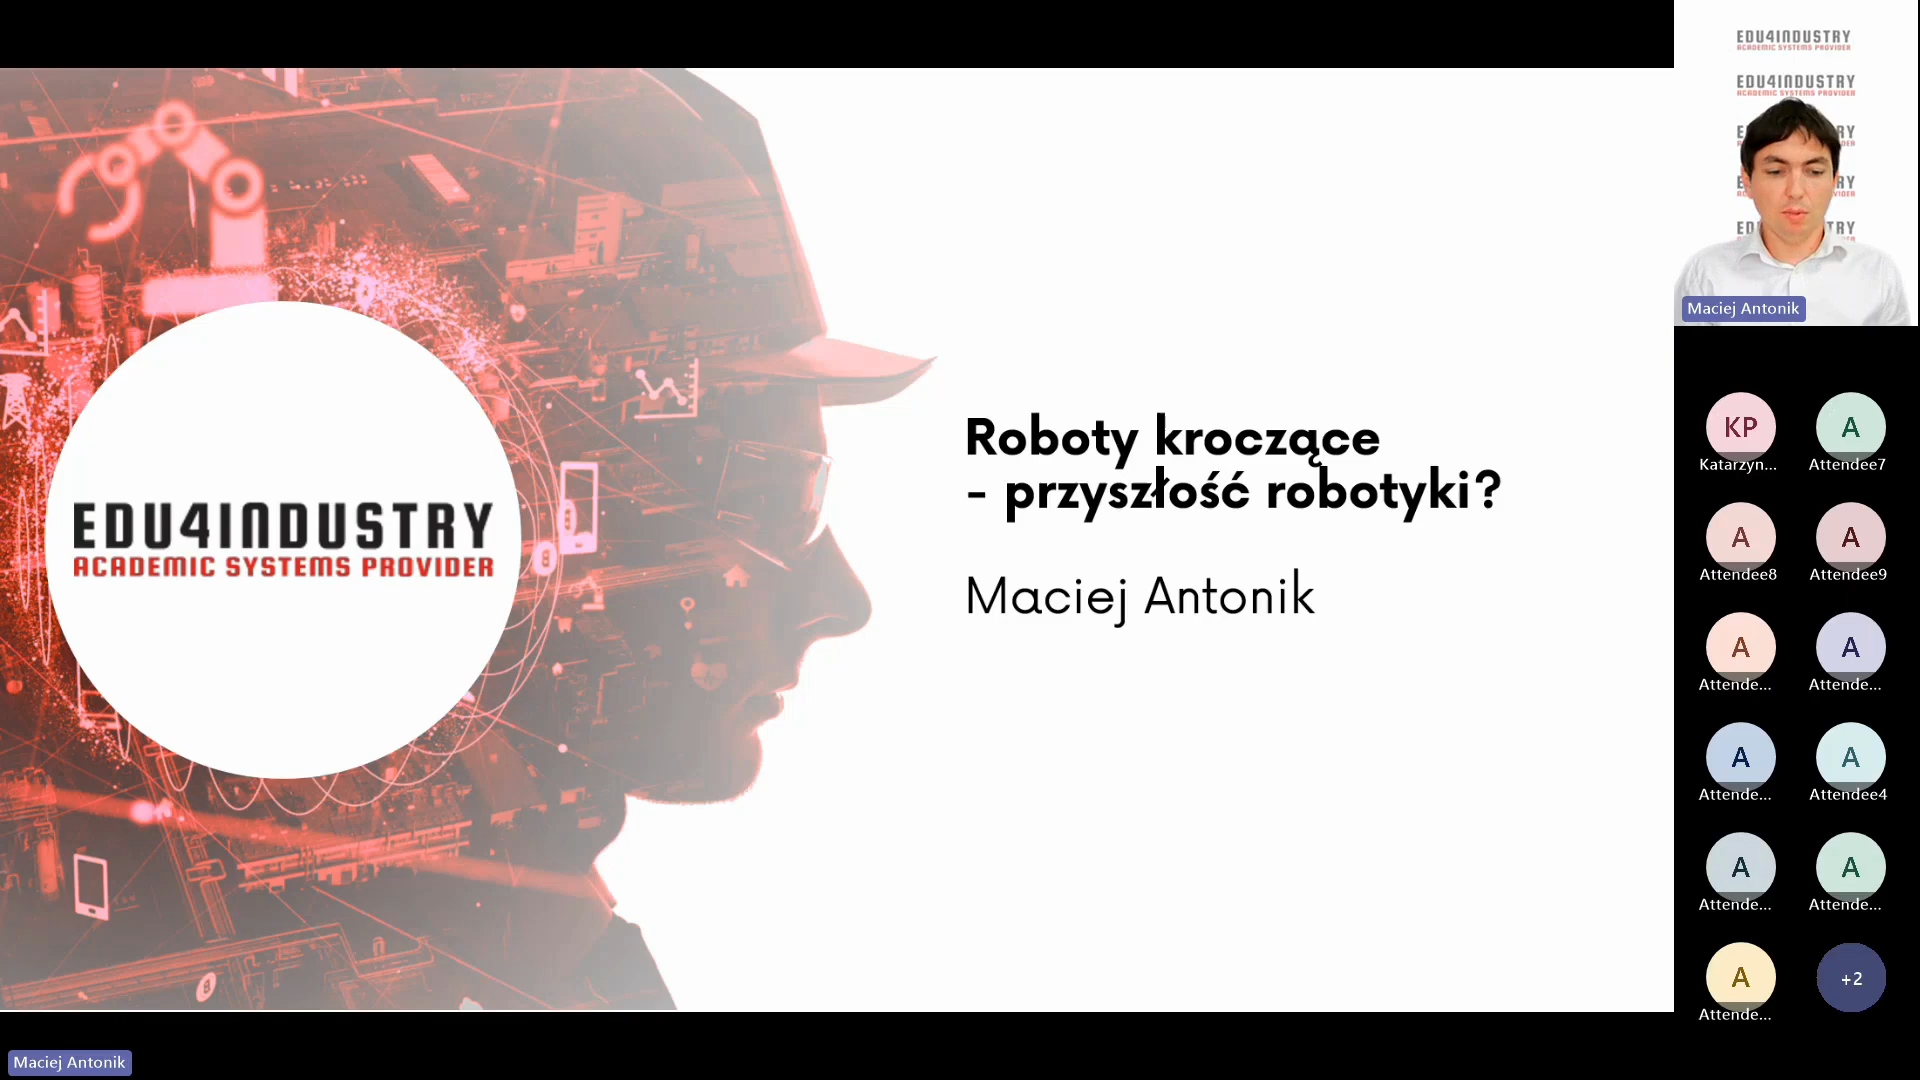 EDU4INDUSTRY
ACADEMIC SYSTEMS PROVIDER
Roboty kroczące
- przyszłość robotyki?
Maciej Antonik
EDU4INDUSTRY
ACADEMIC SYSTEMS PROVIDER
EDU4INDUSTRY
ACADEMIC SYSTEMS PROVIDER
Maciej Antonik
KP
Katarzyn...
A
Attendee7
A
Attendee8
A
Attendee9
A
Attende...
A
Attende...
A
Attende...
A
Attendee4
A
Attende...
A
Attende...
A
Attende...
+2
Maciej Antonik